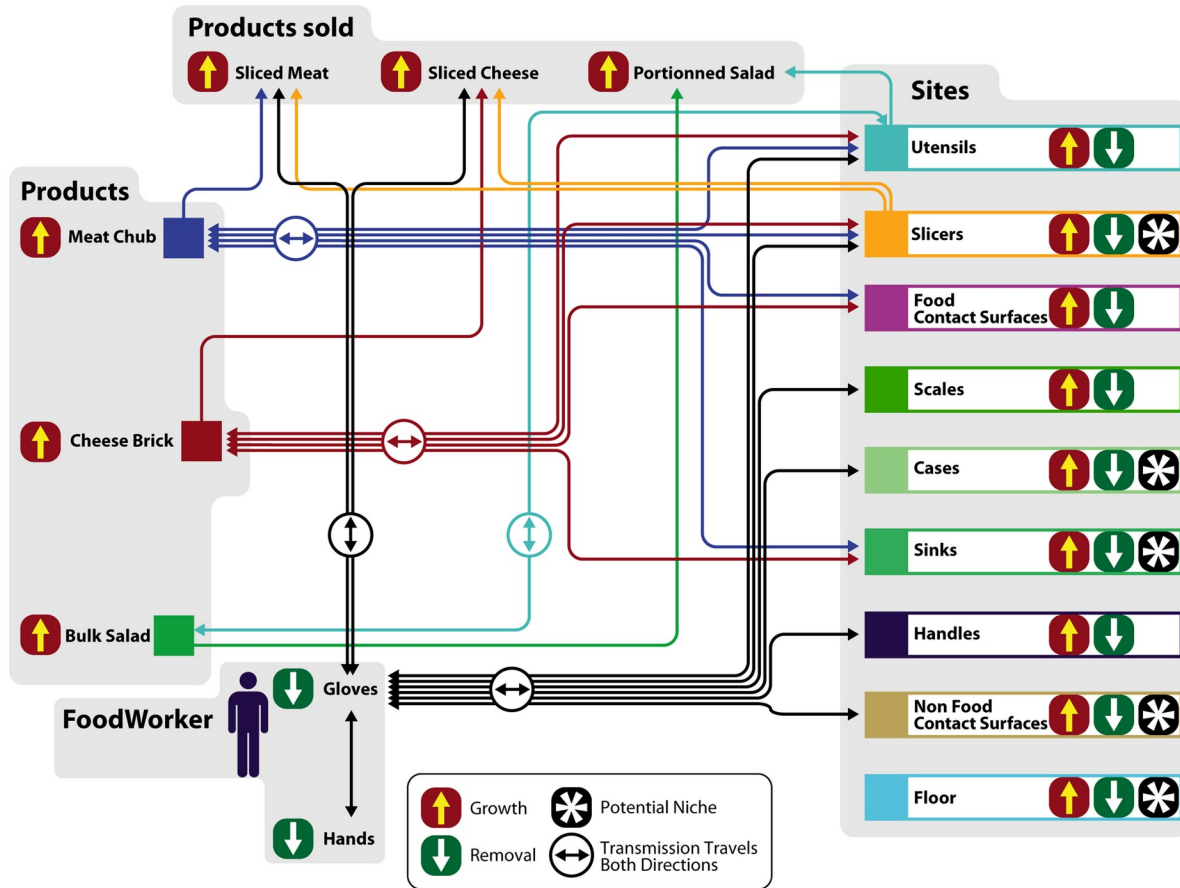 Products sold
Sliced Meat
Sliced Cheese
Portionned Salad
Sites
Utensils
Slicers
Food
Contact Surfaces
Scales
Cases
Sinks
Handles
Non Food
Contact Surfaces
Floor
Products
Meat Chub
Cheese Brick
Bulk Salad
FoodWorker
Gloves
Hands
Growth
Removal
Potential Niche
Transmission Travels
Both Directions